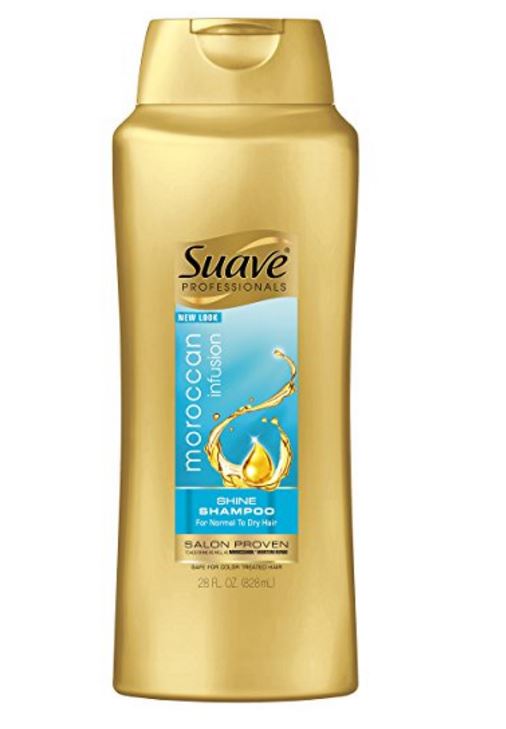 Suave®
PROFESSIONALS
NEW LOOK
moroccan
infusion
SHINE
SHAMPOO
For Normal To Dry Hair
SALON PROVEN
SAFE FOR COLOR TREATED HAIR
28 FL. OZ. (828mL)